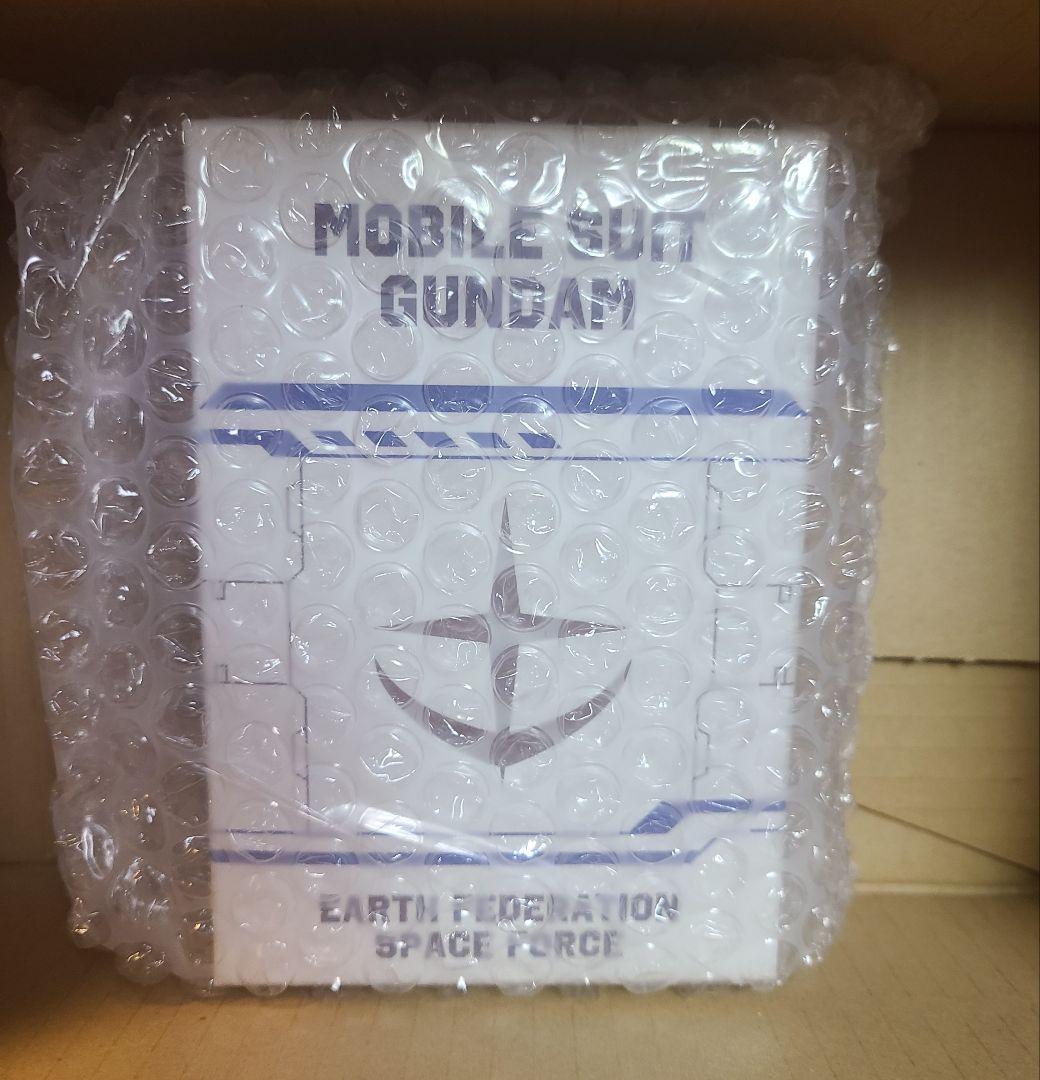 MOBILE SUIT
GUNDAM
EARTH FEDERATION
SPACE FORCE